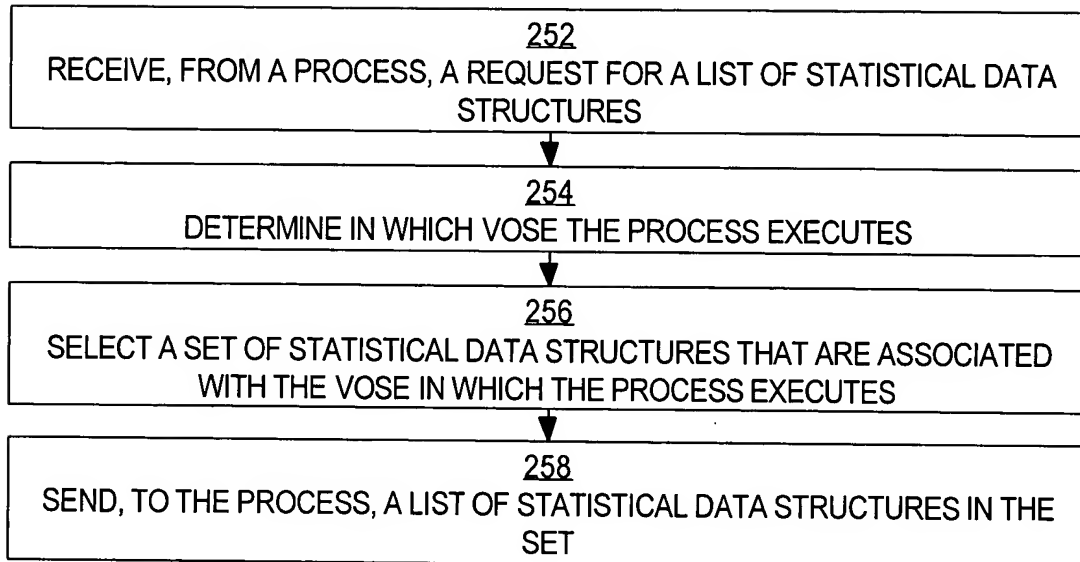 252
RECEIVE, FROM A PROCESS, A REQUEST FOR A LIST OF STATISTICAL DATA
STRUCTURES
254
DETERMINE IN WHICH VOSE THE PROCESS EXECUTES
256
SELECT A SET OF STATISTICAL DATA STRUCTURES THAT ARE ASSOCIATED
WITH THE VOSE IN WHICH THE PROCESS EXECUTES
258
SEND, TO THE PROCESS, A LIST OF STATISTICAL DATA STRUCTURES IN THE
SET